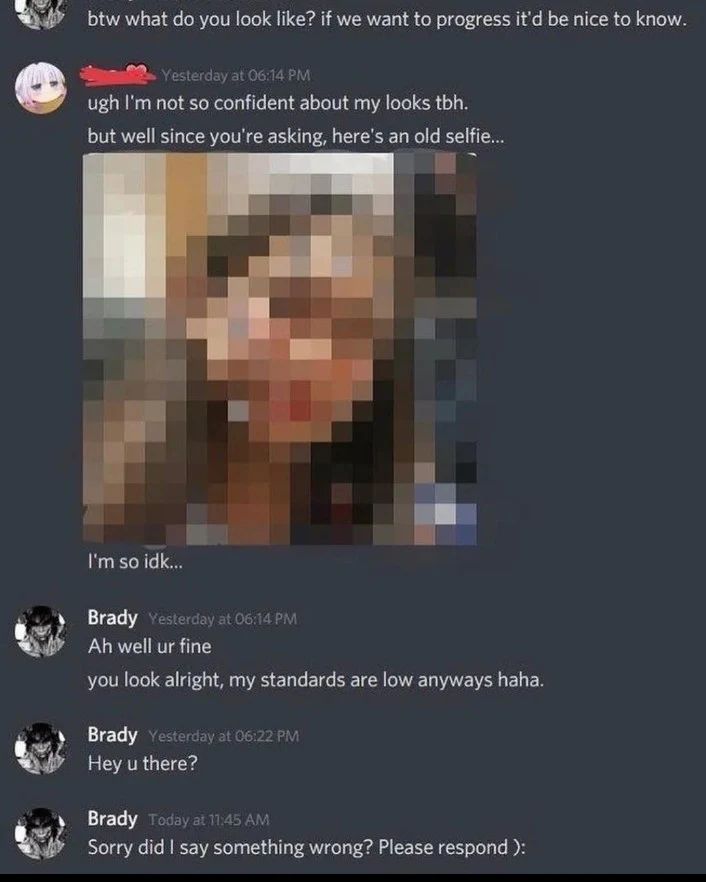 btw what do you look like? if we want to progress it'd be nice to know.
Yesterday at 06:14 PM
ugh I'm not so confident about my looks tbh.
but well since you're asking, here's an old selfie...
I'm so idk...
Brady Yesterday at 06:14 PM
Ah well ur fine
you look alright, my standards are low anyways haha.
Brady Yesterday at 06:22 PM
Hey u there?
Brady Today at 11:45 AM
Sorry did I say something wrong? Please respond ):